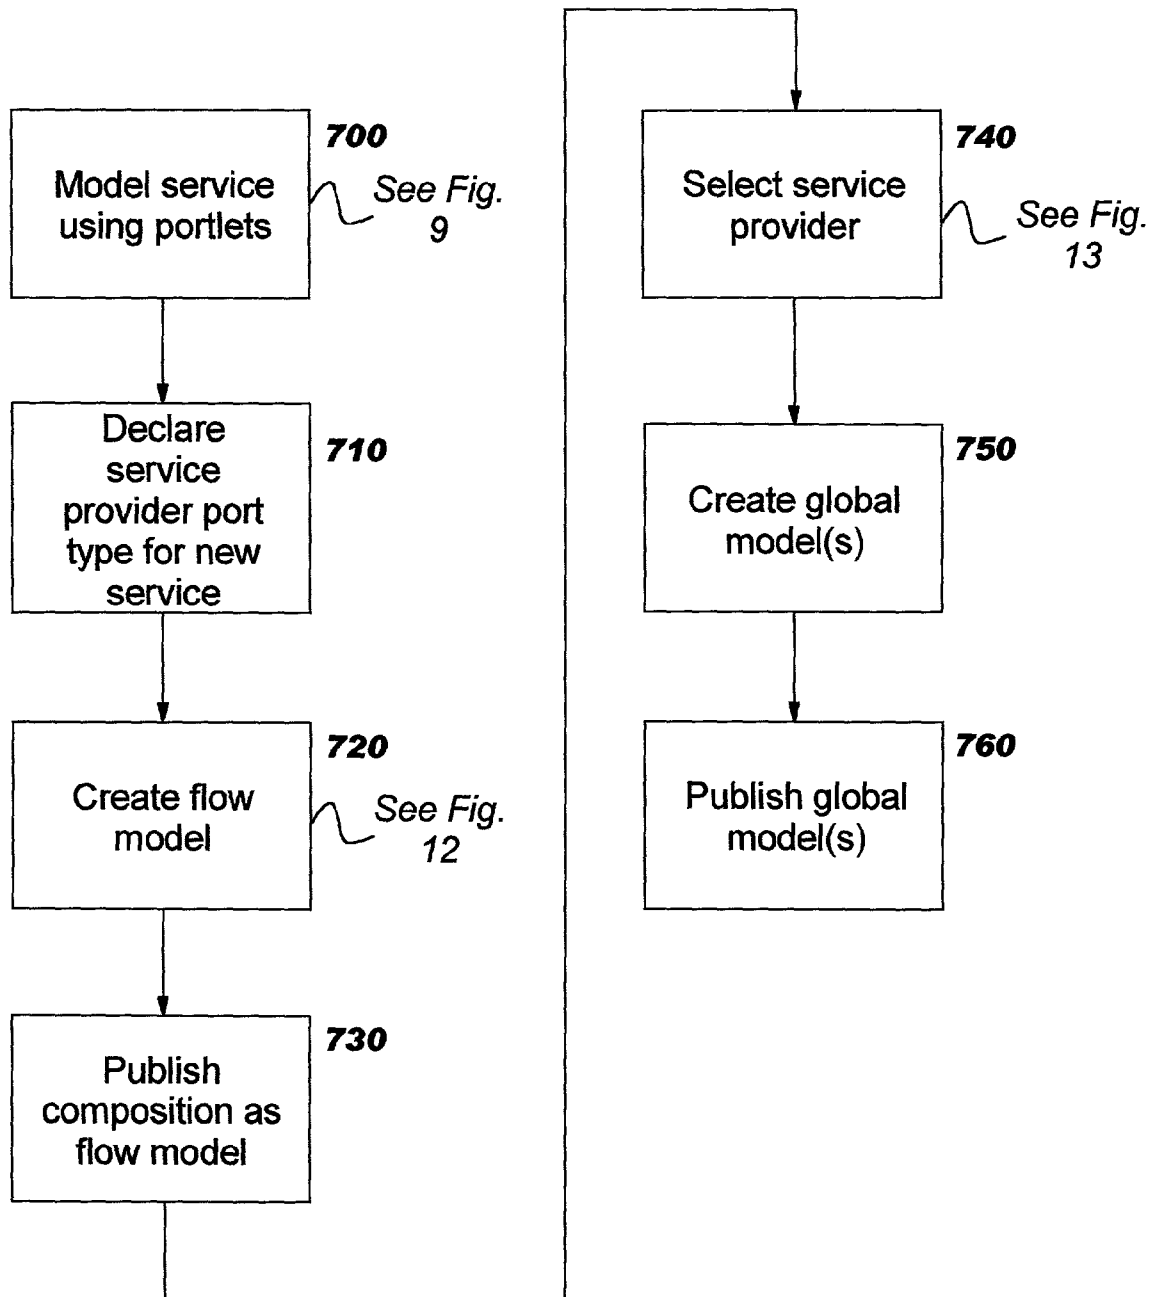 700
Model service
using portlets
See Fig.
9
Declare
service
provider port
type for new
service
710
720
Create flow
model
See Fig.
12
730
Publish
composition as
flow model
740
Select service
provider
See Fig.
13
750
Create global
model(s)
760
Publish global
model(s)